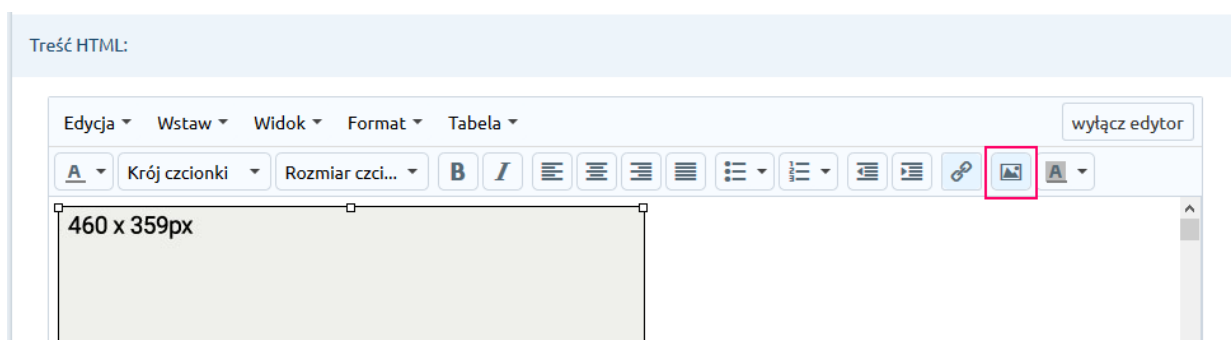 Treść HTML:
Edycja Wstaw Widok Format Tabela wyłącz edytor
A Krój czcionki Rozmiar czci... B I A
460 x 359px